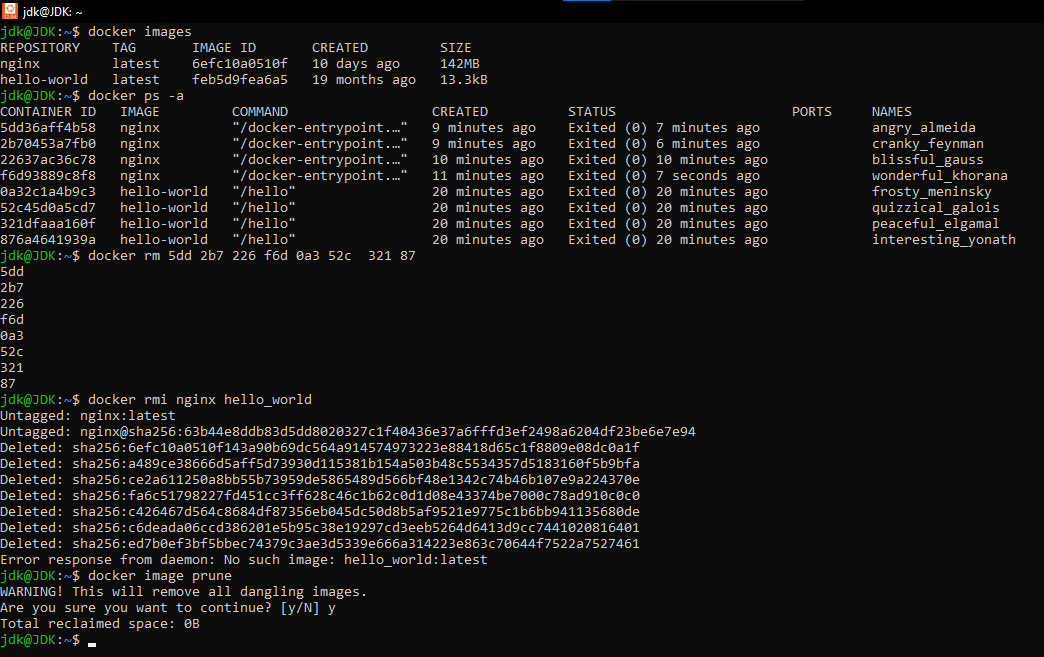 jdk@JDK: ~
jdk@JDK:~$ docker images
REPOSITORY    TAG       IMAGE ID       CREATED         SIZE
nginx         latest    6efc10a0510f   10 days ago     142MB
hello-world   latest    feb5d9fea6a5   19 months ago   13.3kB
jdk@JDK:~$ docker ps -a
CONTAINER ID   IMAGE         COMMAND                  CREATED          STATUS                      PORTS     NAMES
5dd36aff4b58   nginx         "/docker-entrypoint.…"   9 minutes ago    Exited (0) 7 minutes ago              angry_almeida
2b70453a7fb0   nginx         "/docker-entrypoint.…"   9 minutes ago    Exited (0) 6 minutes ago              cranky_feynman
22637ac36c78   nginx         "/docker-entrypoint.…"   10 minutes ago   Exited (0) 10 minutes ago             blissful_gauss
f6d93889c8f8   nginx         "/docker-entrypoint.…"   11 minutes ago   Exited (0) 7 seconds ago              wonderful_khorana
0a32c1a4b9c3   hello-world   "/hello"                 20 minutes ago   Exited (0) 20 minutes ago             frosty_meninsky
52c45d0a5cd7   hello-world   "/hello"                 20 minutes ago   Exited (0) 20 minutes ago             quizzical_galois
321dfaaa160f   hello-world   "/hello"                 20 minutes ago   Exited (0) 20 minutes ago             peaceful_elgamal
876a4641939a   hello-world   "/hello"                 20 minutes ago   Exited (0) 20 minutes ago             interesting_yonath
jdk@JDK:~$ docker rm 5dd 2b7 226 f6d 0a3 52c  321 87
5dd
2b7
226
f6d
0a3
52c
321
87
jdk@JDK:~$ docker rmi nginx hello_world
Untagged: nginx:latest
Untagged: nginx@sha256:63b44e8ddb83d5dd8020327c1f40436e37a6fffd3ef2498a6204df23be6e7e94
Deleted: sha256:6efc10a0510f143a90b69dc564a914574973223e88418d65c1f8809e08dc0a1f
Deleted: sha256:a489ce38666d5aff5d73930d115381b154a503b48c5534357d5183160f5b9bfa
Deleted: sha256:ce2a611250a8bb55b73959de5865489d566bf48e1342c74b46b107e9a224370e
Deleted: sha256:fa6c51798227fd451cc3ff628c46c1b62c0d1d08e43374be7000c78ad910c0c0
Deleted: sha256:c426467d564c8684df87356eb045dc50d8b5af9521e9775c1b6bb941135680de
Deleted: sha256:c6deada06ccd386201e5b95c38e19297cd3eeb5264d6413d9cc7441020816401
Deleted: sha256:ed7b0ef3bf5bbec74379c3ae3d5339e666a314223e863c70644f7522a7527461
Error response from daemon: No such image: hello_world:latest
jdk@JDK:~$ docker image prune
WARNING! This will remove all dangling images.
Are you sure you want to continue? [y/N] y
Total reclaimed space: 0B
jdk@JDK:~$